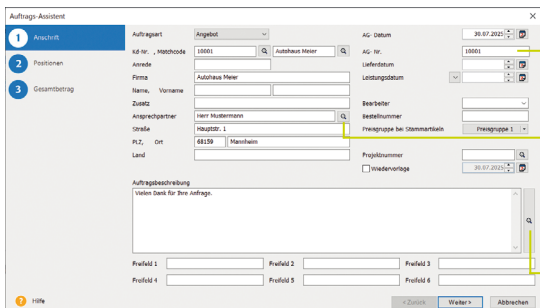 Auftrags-Assistent
1 Anschrift
2 Positionen
3 Gesamtbetrag
Auftragsart Angebot AG- Datum 30.07.2025
Kd-Nr. , Matchcode 10001 Autohaus Meier AG- Nr. 10001
Anrede Lieferdatum
Firma Autohaus Meier Leistungsdatum
Name, Vorname
Zusatz Bearbeiter
Ansprechpartner Herr Mustermann Bestellnummer
Straße Hauptstr. 1 Preisgruppe bei Stammartikeln Preisgruppe 1
PLZ, Ort 68159 Mannheim
Land Projektnummer
Wiedervorlage 30.07.2025
Auftragsbeschreibung
Vielen Dank für Ihre Anfrage.
Freifeld 1 Freifeld 2 Freifeld 3
Freifeld 4 Freifeld 5 Freifeld 6
? Hilfe < Zurück Weiter > Abbrechen